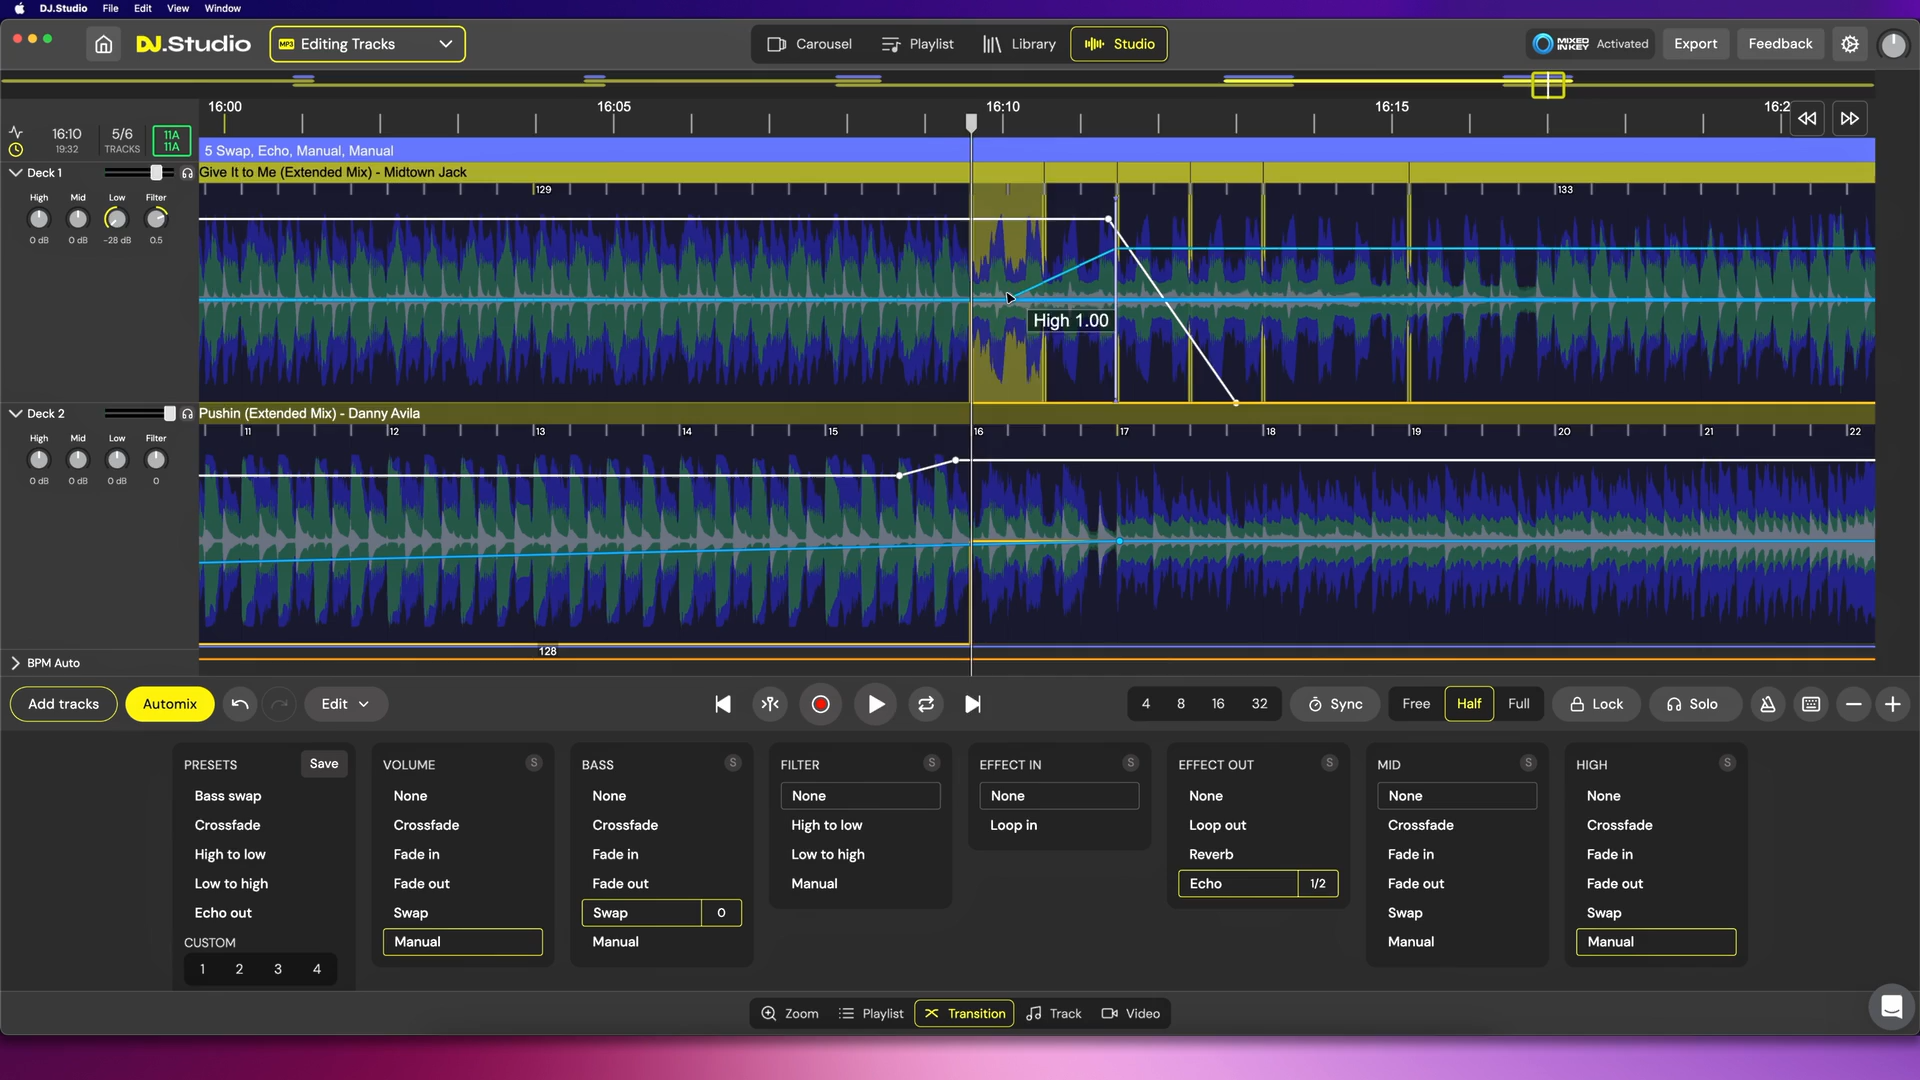 DJ.Studio File Edit View Window
DJ.Studio
MP3 Editing Tracks
Carousel Playlist Library Studio
MIXED IN KEY Activated Export Feedback
16:00 16:05 16:10 16:15 16:2
16:10 5/6 11A
19:32 TRACKS 11A
5 Swap, Echo, Manual, Manual
Deck 1
Give It to Me (Extended Mix) - Midtown Jack
129 133
High Mid Low Filter
0 dB 0 dB -28 dB 0.5
High 1.00
Deck 2
Pushin (Extended Mix) - Danny Avila
11 12 13 14 15 16 17 18 19 20 21 22
High Mid Low Filter
0 dB 0 dB 0 dB 0
128
BPM Auto
Add tracks Automix Edit 4 8 16 32 Sync Free Half Full Lock Solo
PRESETS Save
Bass swap
Crossfade
High to low
Low to high
Echo out
CUSTOM
1 2 3 4
VOLUME S
None
Crossfade
Fade in
Fade out
Swap
Manual
BASS S
None
Crossfade
Fade in
Fade out
Swap 0
Manual
FILTER S
None
High to low
Low to high
Manual
EFFECT IN S
None
Loop in
EFFECT OUT S
None
Loop out
Reverb
Echo 1/2
MID S
None
Crossfade
Fade in
Fade out
Swap
Manual
HIGH S
None
Crossfade
Fade in
Fade out
Swap
Manual
Zoom Playlist Transition Track Video